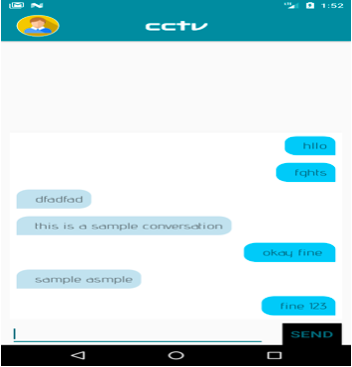 1:52
cctv
hllo
fghts
dfadfad
this is a sample conversation
okay fine
sample asmple
fine 123
SEND